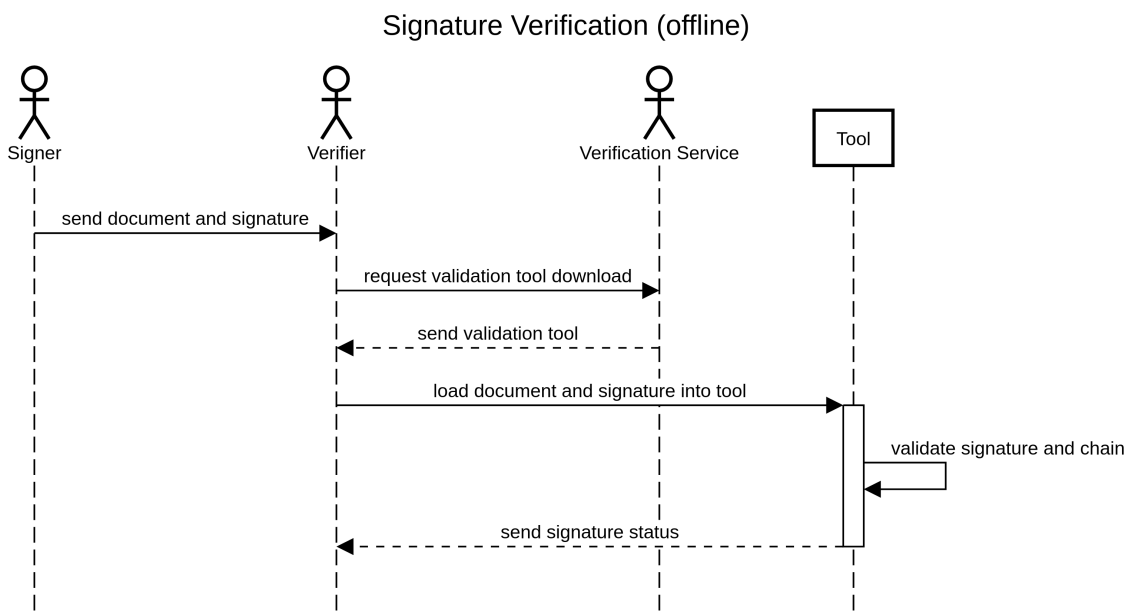 Signature Verification (offline)
Signer
Verifier
Verification Service
Tool
send document and signature
request validation tool download
send validation tool
load document and signature into tool
validate signature and chain
send signature status